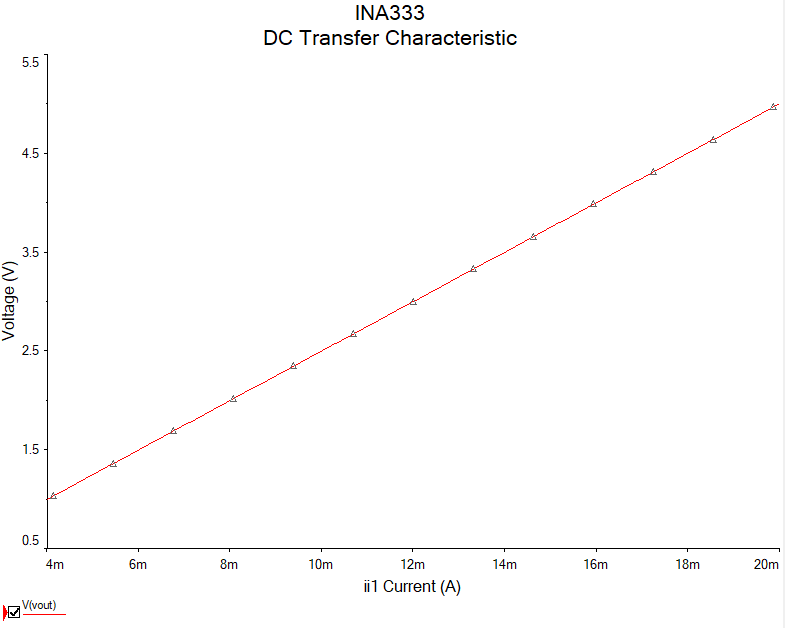 INA333
DC Transfer Characteristic
5.5
4.5
3.5
2.5
1.5
0.5
Voltage (V)
4m 6m 8m 10m 12m 14m 16m 18m 20m
ii1 Current (A)
V(vout)